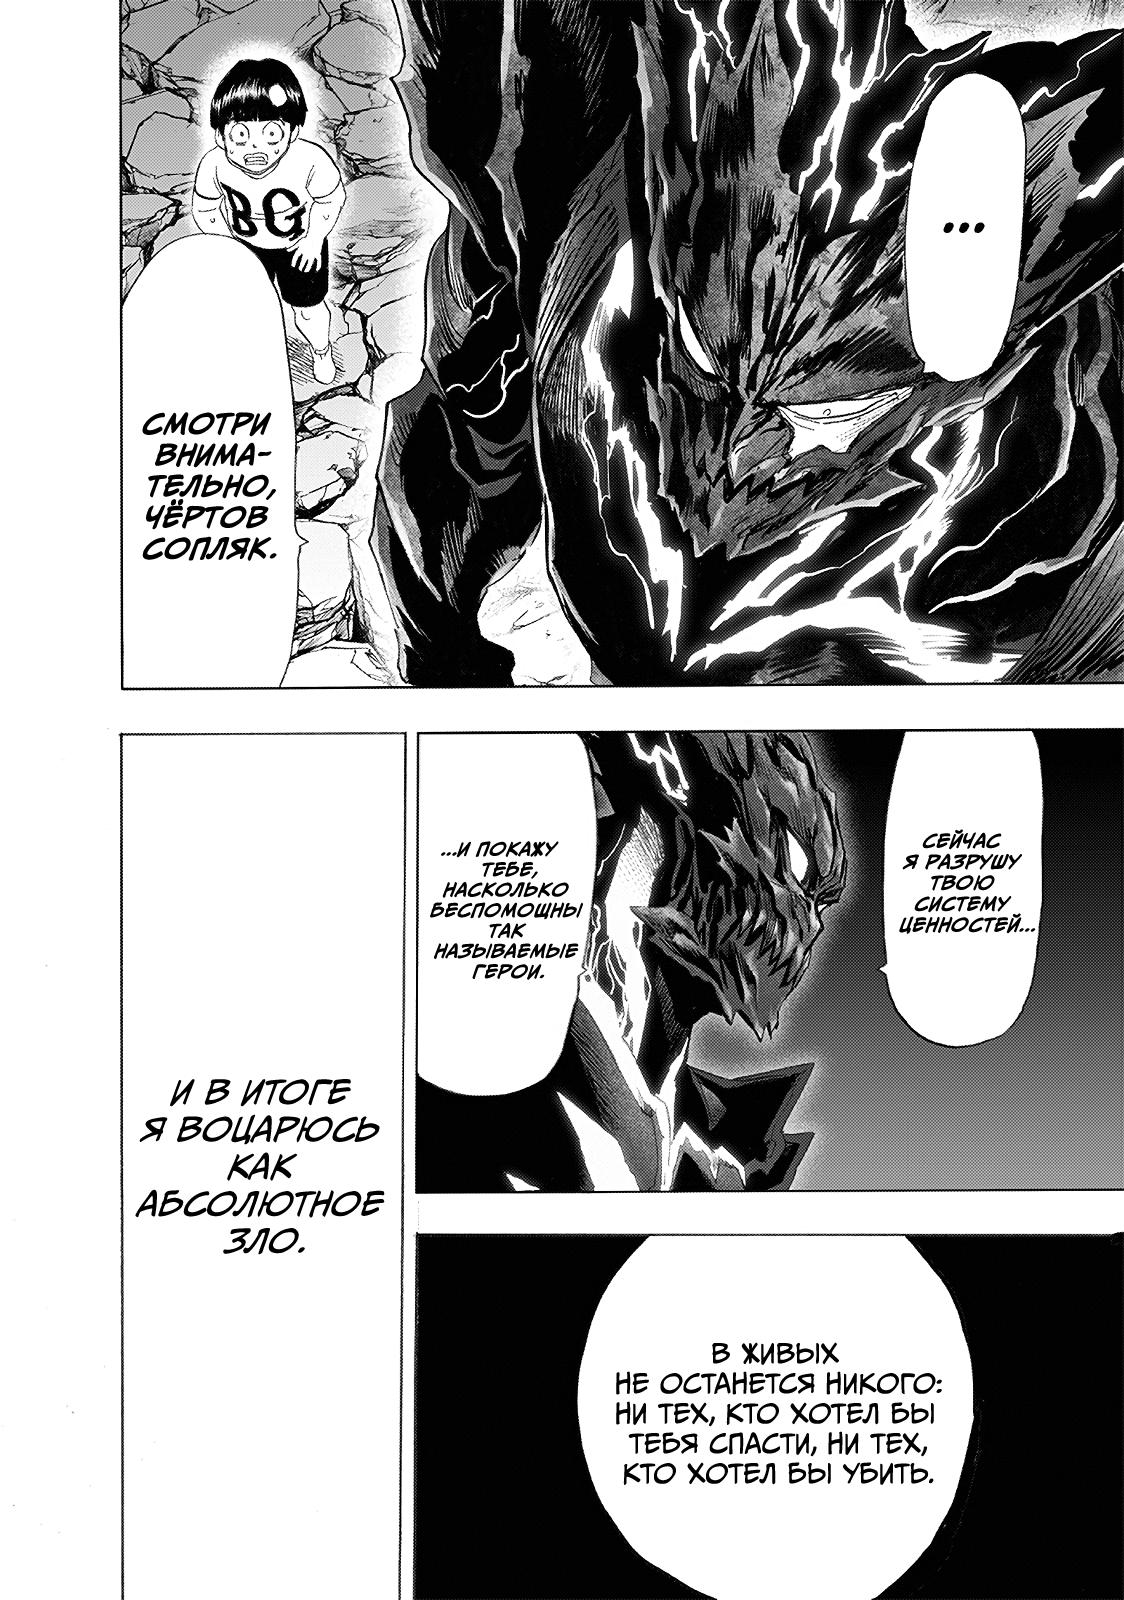 ...
BG
СМОТРИ
ВНИМА-
ТЕЛЬНО,
ЧЁРТОВ
СОПЛЯК.
СЕЙЧАС
Я РАЗРУШУ
ТВОЮ
СИСТЕМУ
ЦЕННОСТЕЙ...
...И ПОКАЖУ
ТЕБЕ,
НАСКОЛЬКО
БЕСПОМОЩНЫ
ТАК
НАЗЫВАЕМЫЕ
ГЕРОИ.
В ЖИВЫХ
НЕ ОСТАНЕТСЯ НИКОГО:
НИ ТЕХ, КТО ХОТЕЛ БЫ
ТЕБЯ СПАСТИ, НИ ТЕХ,
КТО ХОТЕЛ БЫ УБИТЬ.
И В ИТОГЕ
Я ВОЦАРЮСЬ
КАК
АБСОЛЮТНОЕ
ЗЛО.